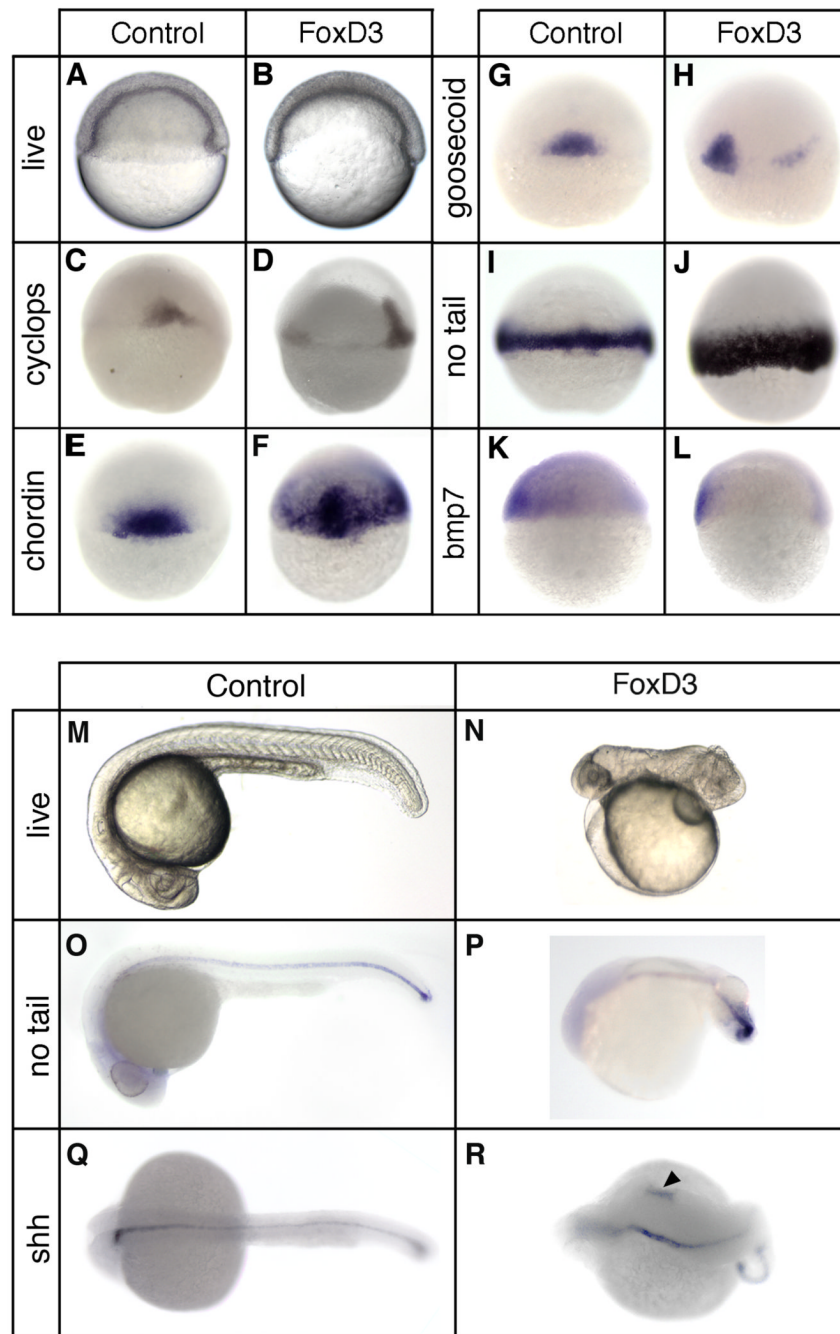 Control FoxD3 Control FoxD3
live A B goosecoid G H
cyclops C D no tail I J
chordin E F bmp7 K L
Control FoxD3
live M N
no tail O P
shh Q R